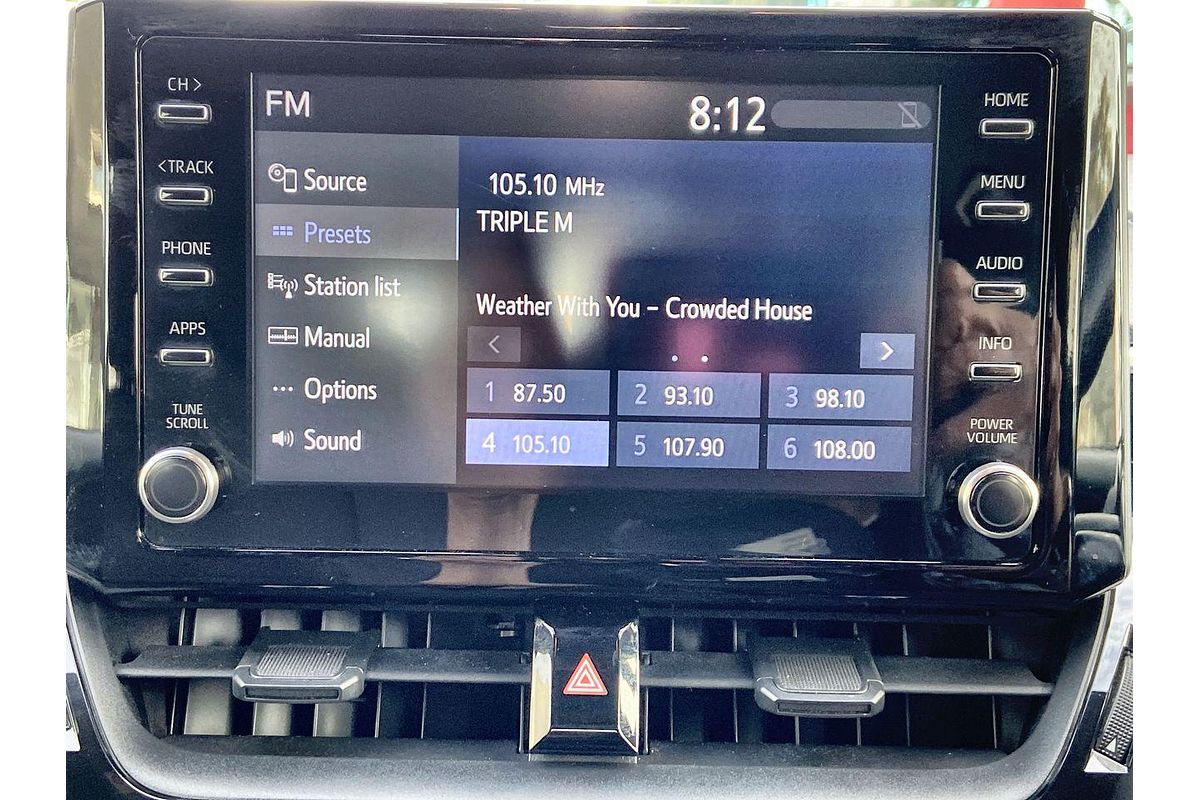 CH >
< TRACK
PHONE
APPS
TUNE
SCROLL
FM
8:12
Source
Presets
Station list
Manual
Options
Sound
105.10 MHz
TRIPLE M
Weather With You – Crowded House
< >
1 87.50
2 93.10
3 98.10
4 105.10
5 107.90
6 108.00
HOME
MENU
AUDIO
INFO
POWER
VOLUME